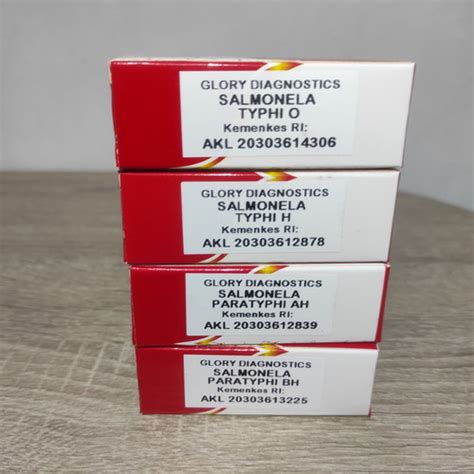 GLORY DIAGNOSTICS
SALMONELA
TYPHI O
Kemenkes RI:
AKL 20303614306
GLORY DIAGNOSTICS
SALMONELA
TYPHI H
Kemenkes RI:
AKL 20303612878
GLORY DIAGNOSTICS
SALMONELA
PARATYPHI AH
Kemenkes RI:
AKL 20303612839
GLORY DIAGNOSTICS
SALMONELA
PARATYPHI BH
Kemenkes RI:
AKL 20303613225